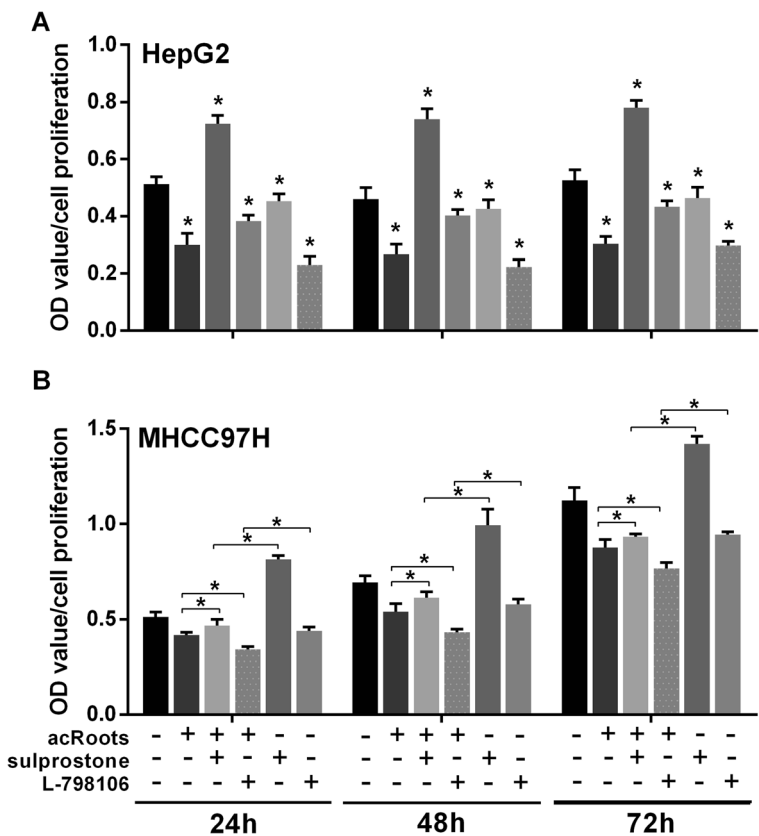 A
HepG2
OD value/cell proliferation
1.0
0.8
0.6
0.4
0.2
0.0
* * * * *
* * * * *
* * * * *
B
MHCC97H
OD value/cell proliferation
1.5
1.0
0.5
0.0
* * * *
* * * *
* * * *
acRoots - + + + - - - + + + - - - + + + - -
sulprostone - - + - + - - - + - + - - - + - + -
L-798106 - - - + - + - - - + - + - - - + - +
24h 48h 72h